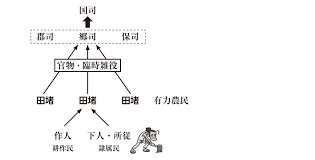 国司
郡司 郷司 保司
官物・臨時雑役
田堵 田堵 田堵 有力農民
作人 下人・所従
耕作民 隷属民